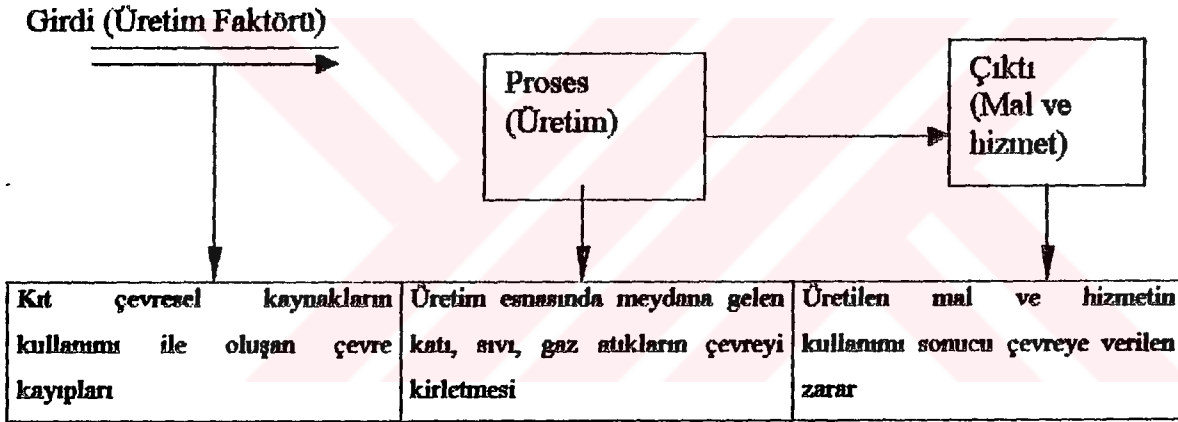 Girdi (Üretim Faktörü)
Proses
(Üretim)
Çıktı
(Mal ve
hizmet)
Kıt çevresel kaynakların
kullanımı ile oluşan çevre
kayıpları
Üretim esnasında meydana gelen
katı, sıvı, gaz atıkların çevreyi
kirletmesi
Üretilen mal ve hizmetin
kullanımı sonucu çevreye verilen
zarar